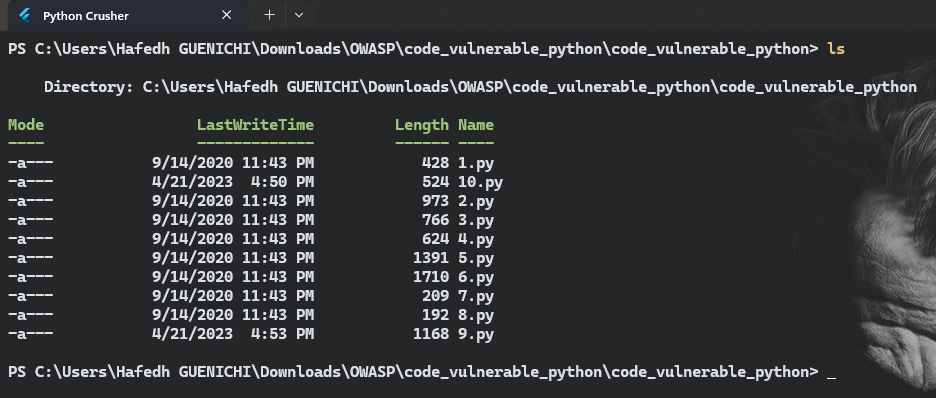 Python Crusher
PS C:\Users\Hafedh GUENICHI\Downloads\OWASP\code_vulnerable_python\code_vulnerable_python> ls
Directory: C:\Users\Hafedh GUENICHI\Downloads\OWASP\code_vulnerable_python\code_vulnerable_python
Mode LastWriteTime Length Name
---- ------------- ------ ----
-a--- 9/14/2020 11:43 PM 428 1.py
-a--- 4/21/2023 4:50 PM 524 10.py
-a--- 9/14/2020 11:43 PM 973 2.py
-a--- 9/14/2020 11:43 PM 766 3.py
-a--- 9/14/2020 11:43 PM 624 4.py
-a--- 9/14/2020 11:43 PM 1391 5.py
-a--- 9/14/2020 11:43 PM 1710 6.py
-a--- 9/14/2020 11:43 PM 209 7.py
-a--- 9/14/2020 11:43 PM 192 8.py
-a--- 4/21/2023 4:53 PM 1168 9.py
PS C:\Users\Hafedh GUENICHI\Downloads\OWASP\code_vulnerable_python\code_vulnerable_python> _